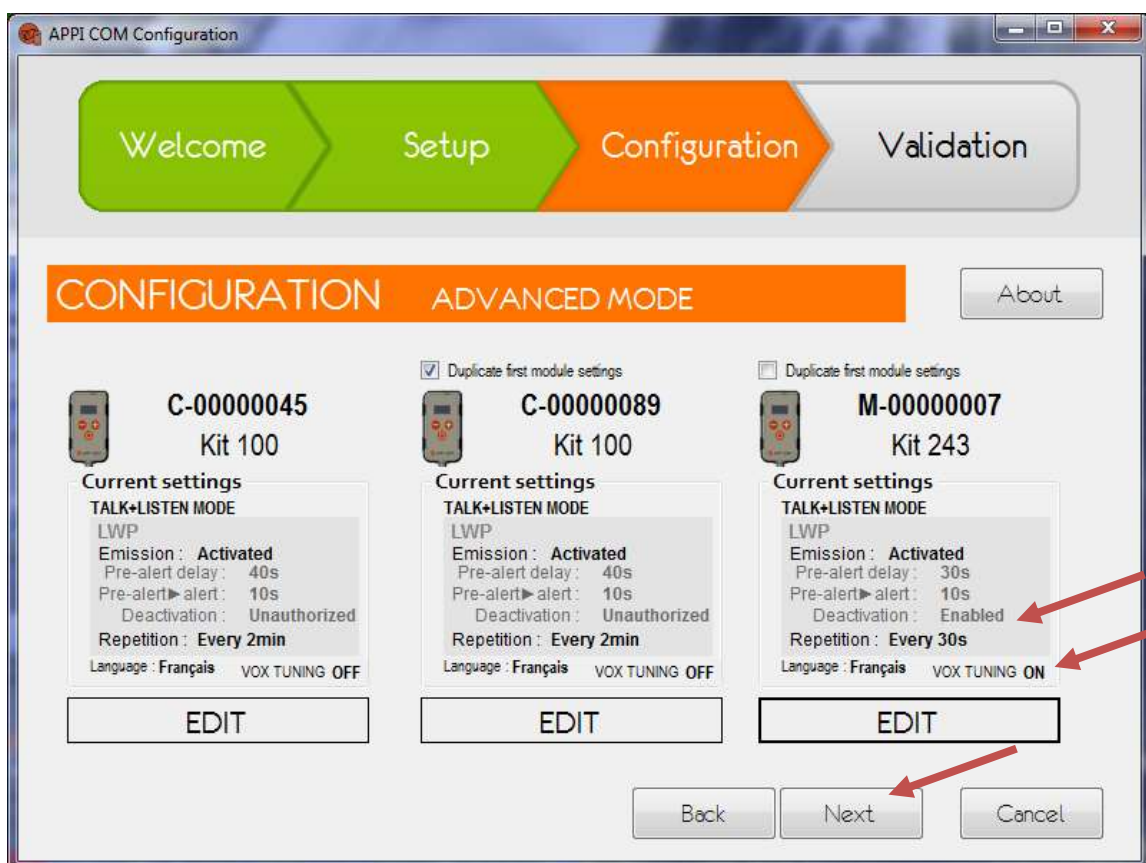 APPI COM Configuration
Welcome
Setup
Configuration
Validation
CONFIGURATION ADVANCED MODE
About
Duplicate first module settings
Duplicate first module settings
C-00000045
Kit 100
Current settings
TALK+LISTEN MODE
LWP
Emission : Activated
Pre-alert delay : 40s
Pre-alert►alert : 10s
Deactivation : Unauthorized
Repetition : Every 2min
Language : Français VOX TUNING OFF
EDIT
C-00000089
Kit 100
Current settings
TALK+LISTEN MODE
LWP
Emission : Activated
Pre-alert delay : 40s
Pre-alert►alert : 10s
Deactivation : Unauthorized
Repetition : Every 2min
Language : Français VOX TUNING OFF
EDIT
M-00000007
Kit 243
Current settings
TALK+LISTEN MODE
LWP
Emission : Activated
Pre-alert delay : 30s
Pre-alert►alert : 10s
Deactivation : Enabled
Repetition : Every 30s
Language : Français VOX TUNING ON
EDIT
Back
Next
Cancel